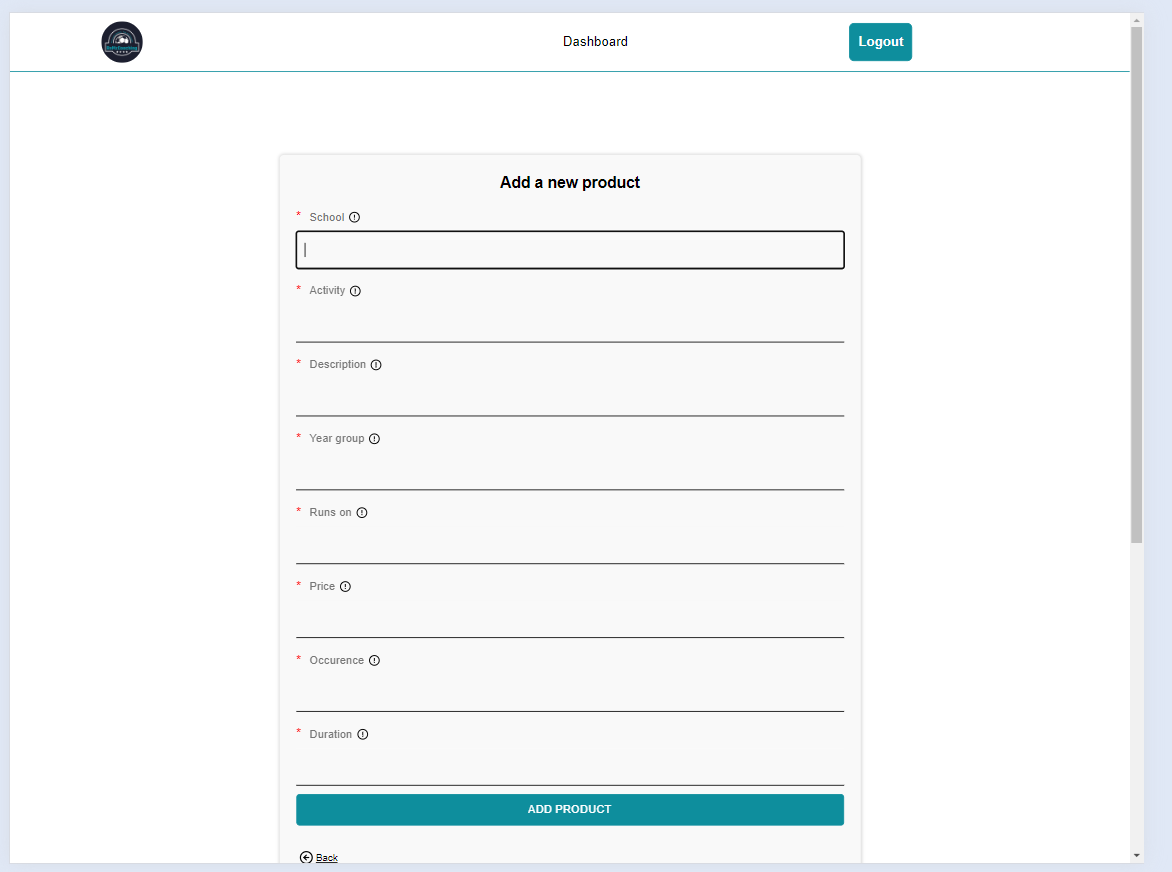 Dashboard
Logout
Add a new product
* School
* Activity
* Description
* Year group
* Runs on
* Price
* Occurence
* Duration
ADD PRODUCT
Back